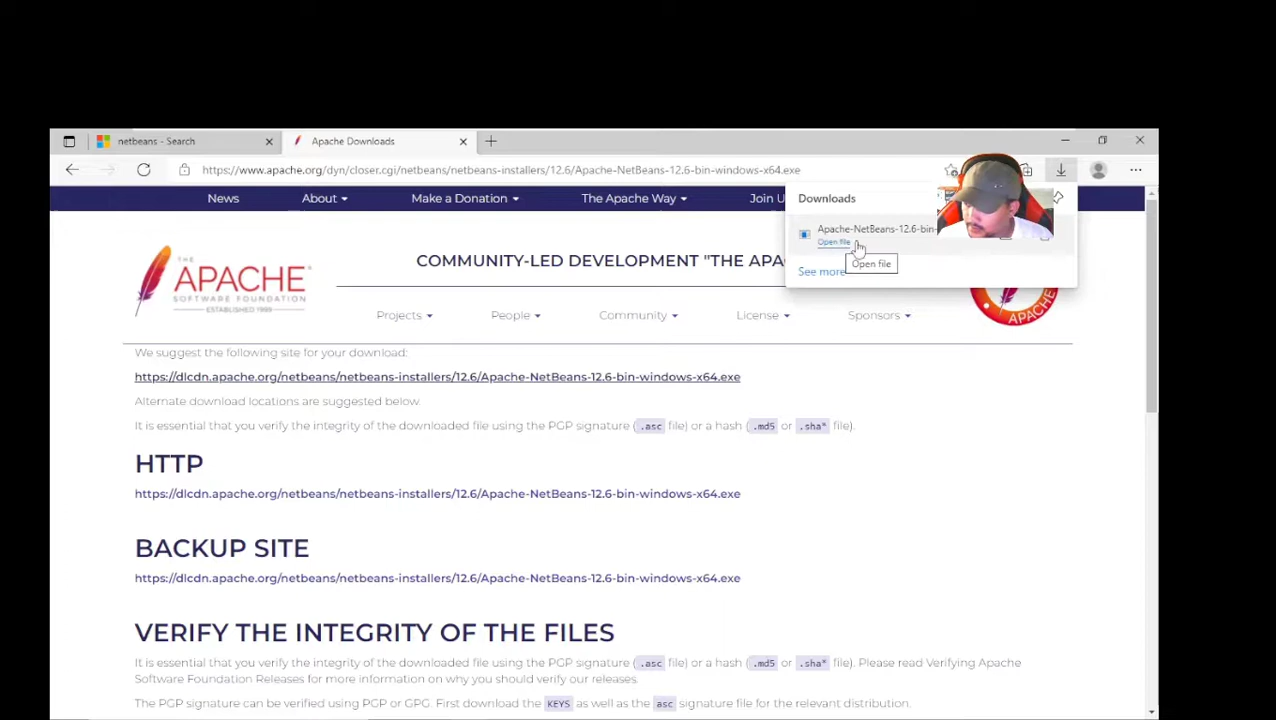 netbeans - Search
Apache Downloads
https://www.apache.org/dyn/closer.cgi/netbeans/netbeans-installers/12.6/Apache-NetBeans-12.6-bin-windows-x64.exe
News
About
Make a Donation
The Apache Way
Join U
Downloads
Apache-NetBeans-12.6-bin-
Open file
Open file
See more
THE
APACHE
SOFTWARE FOUNDATION
ESTABLISHED 1999
COMMUNITY-LED DEVELOPMENT "THE APA
APACHE
Projects
People
Community
License
Sponsors
We suggest the following site for your download:
https://dlcdn.apache.org/netbeans/netbeans-installers/12.6/Apache-NetBeans-12.6-bin-windows-x64.exe
Alternate download locations are suggested below.
It is essential that you verify the integrity of the downloaded file using the PGP signature ( .asc file) or a hash ( .md5 or .sha* file).
HTTP
https://dlcdn.apache.org/netbeans/netbeans-installers/12.6/Apache-NetBeans-12.6-bin-windows-x64.exe
BACKUP SITE
https://dlcdn.apache.org/netbeans/netbeans-installers/12.6/Apache-NetBeans-12.6-bin-windows-x64.exe
VERIFY THE INTEGRITY OF THE FILES
It is essential that you verify the integrity of the downloaded file using the PGP signature ( .asc file) or a hash ( .md5 or .sha* file). Please read Verifying Apache
Software Foundation Releases for more information on why you should verify our releases.
The PGP signature can be verified using PGP or GPG. First download the KEYS as well as the asc signature file for the relevant distribution.